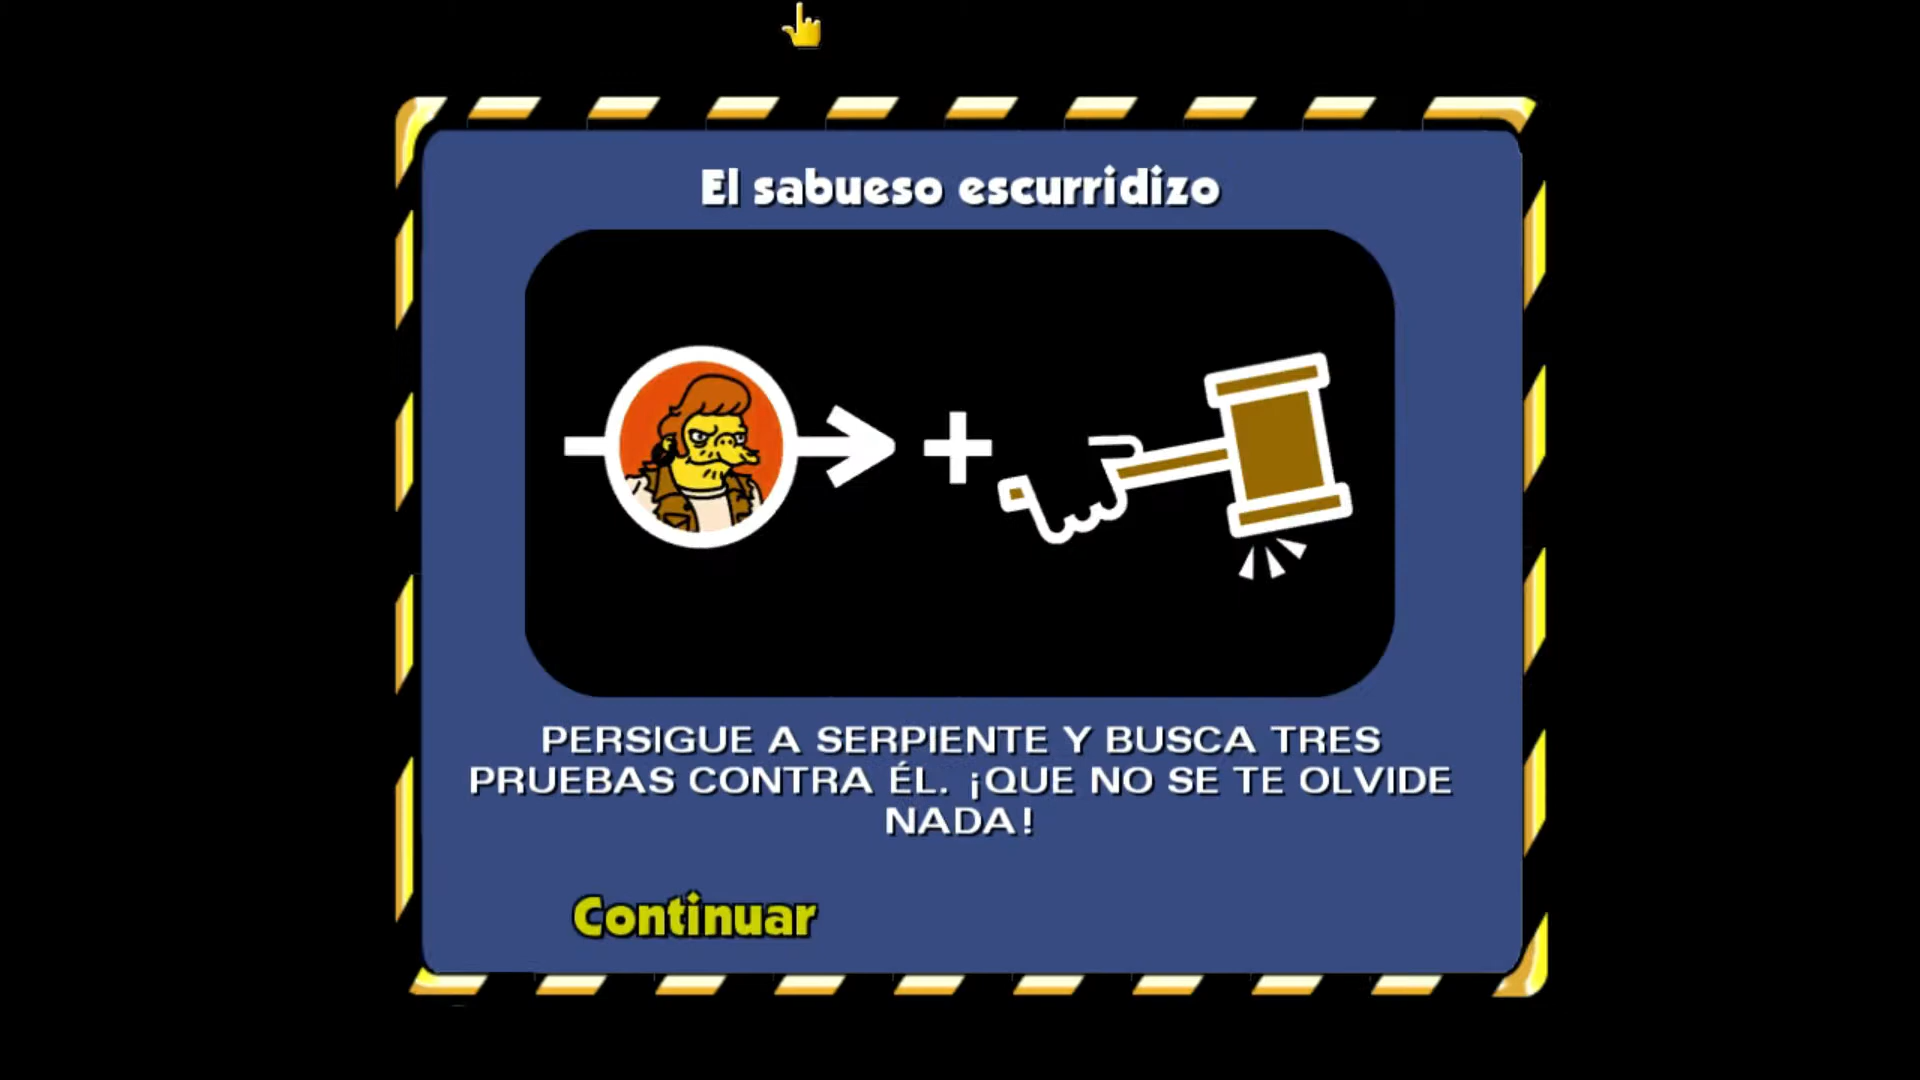 El sabueso escurridizo
PERSIGUE A SERPIENTE Y BUSCA TRES
PRUEBAS CONTRA ÉL. ¡QUE NO SE TE OLVIDE
NADA!
Continuar